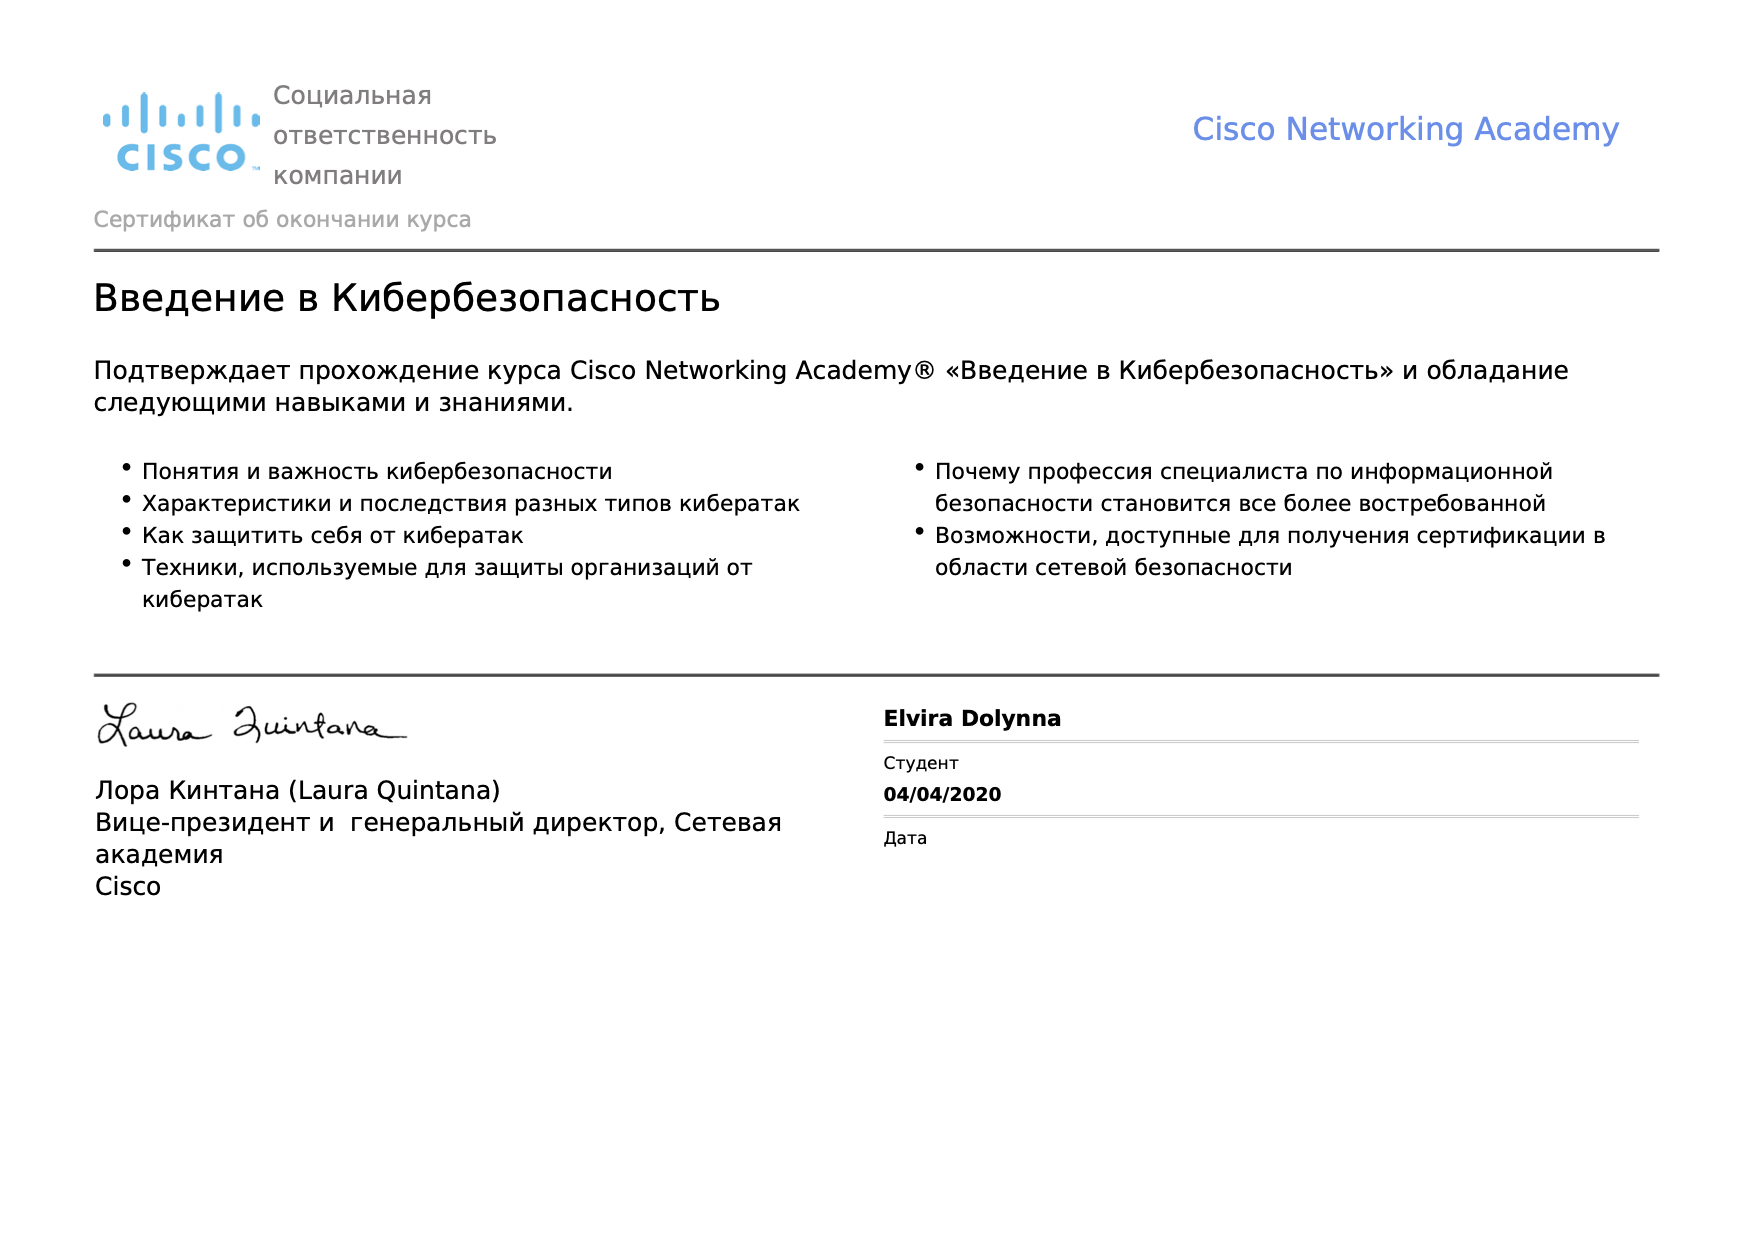 CISCO™
Социальная
ответственность
компании
Cisco Networking Academy
Сертификат об окончании курса
Введение в Кибербезопасность
Подтверждает прохождение курса Cisco Networking Academy® «Введение в Кибербезопасность» и обладание
следующими навыками и знаниями.
• Понятия и важность кибербезопасности
• Характеристики и последствия разных типов кибератак
• Как защитить себя от кибератак
• Техники, используемые для защиты организаций от
кибератак
• Почему профессия специалиста по информационной
безопасности становится все более востребованной
• Возможности, доступные для получения сертификации в
области сетевой безопасности
Laura Quintana
Лора Кинтана (Laura Quintana)
Вице-президент и  генеральный директор, Сетевая
академия
Cisco
Elvira Dolynna
Студент
04/04/2020
Дата